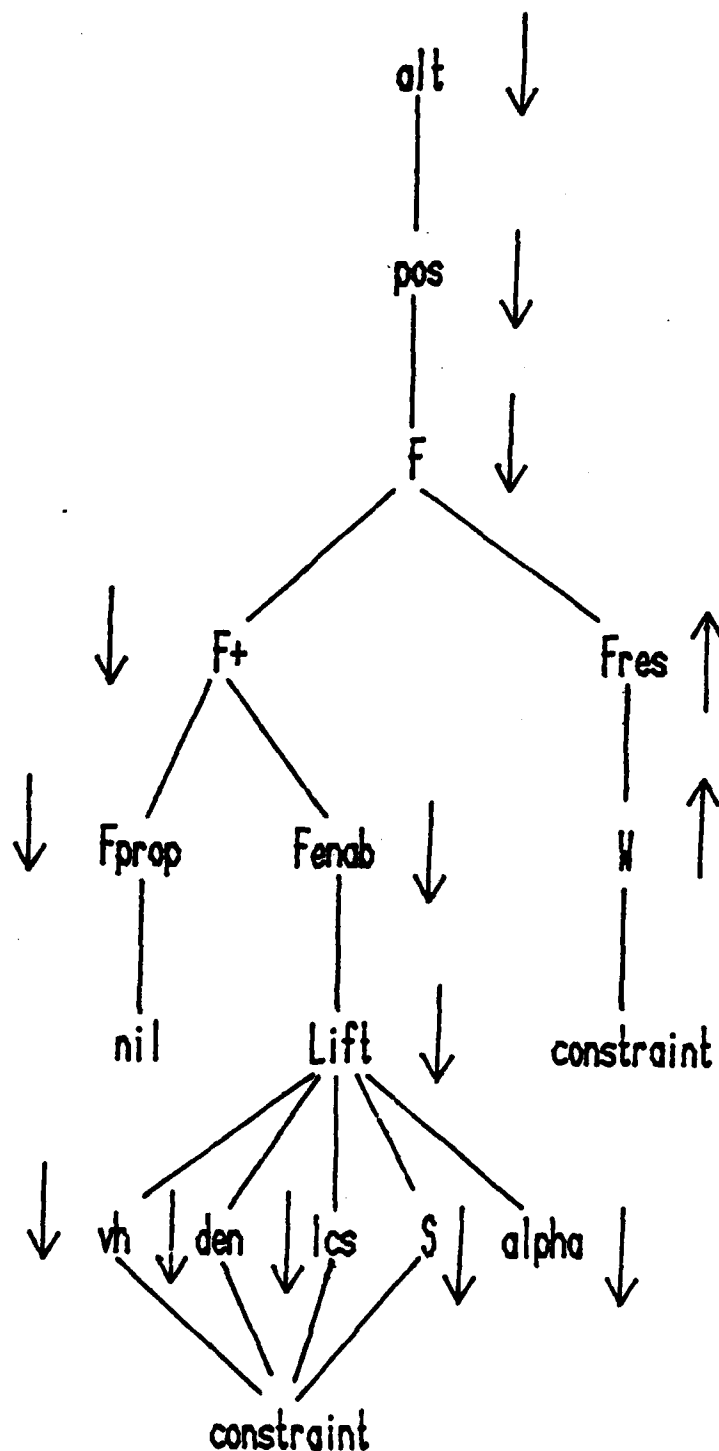 alt
pos
F
F+ Fres
Fprop Fenab W
nil Lift constraint
vh den lcs S alpha
constraint